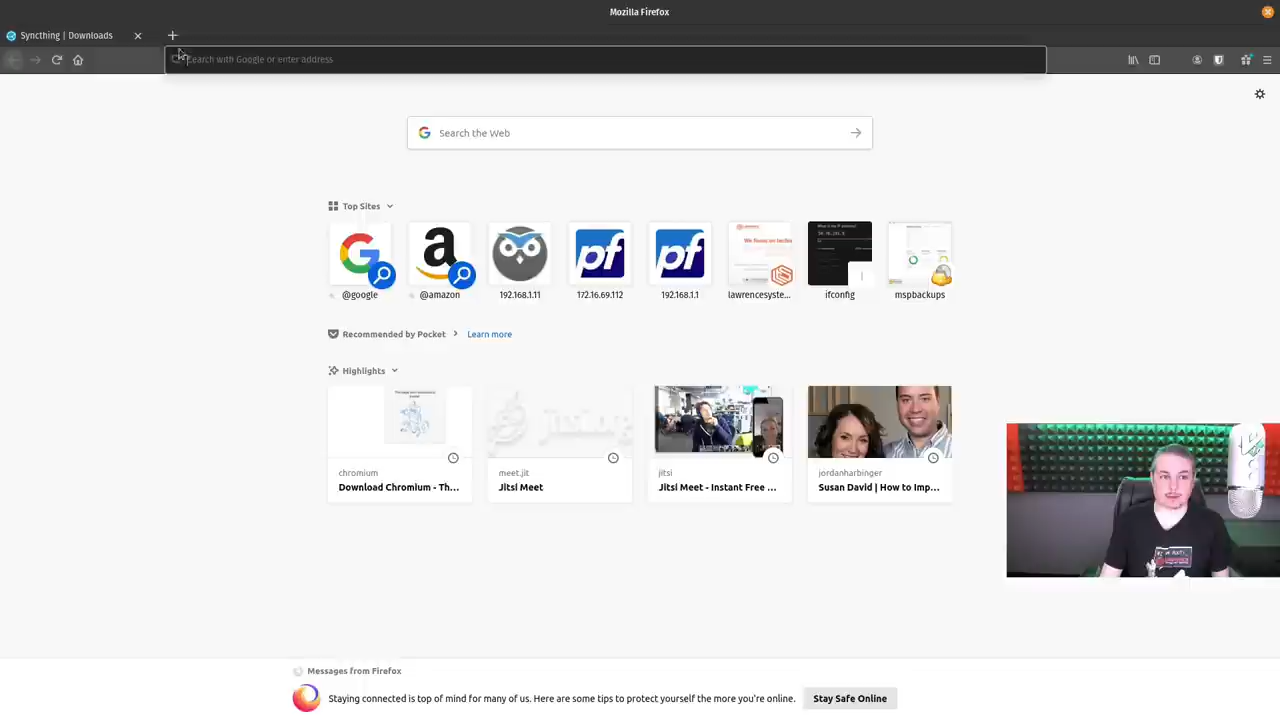 Mozilla Firefox
Syncthing | Downloads
Search with Google or enter address
Search the Web
Top Sites
@google
@amazon
192.168.1.11
172.16.69.112
192.168.1.1
lawrencesyste...
ifconfig
mspbackups
Recommended by Pocket
Learn more
Highlights
chromium
Download Chromium - Th...
meet.jit
Jitsi Meet
jitsi
Jitsi Meet - Instant Free ...
jordanharbinger
Susan David | How to Imp...
Messages from Firefox
Staying connected is top of mind for many of us. Here are some tips to protect yourself the more you're online.
Stay Safe Online